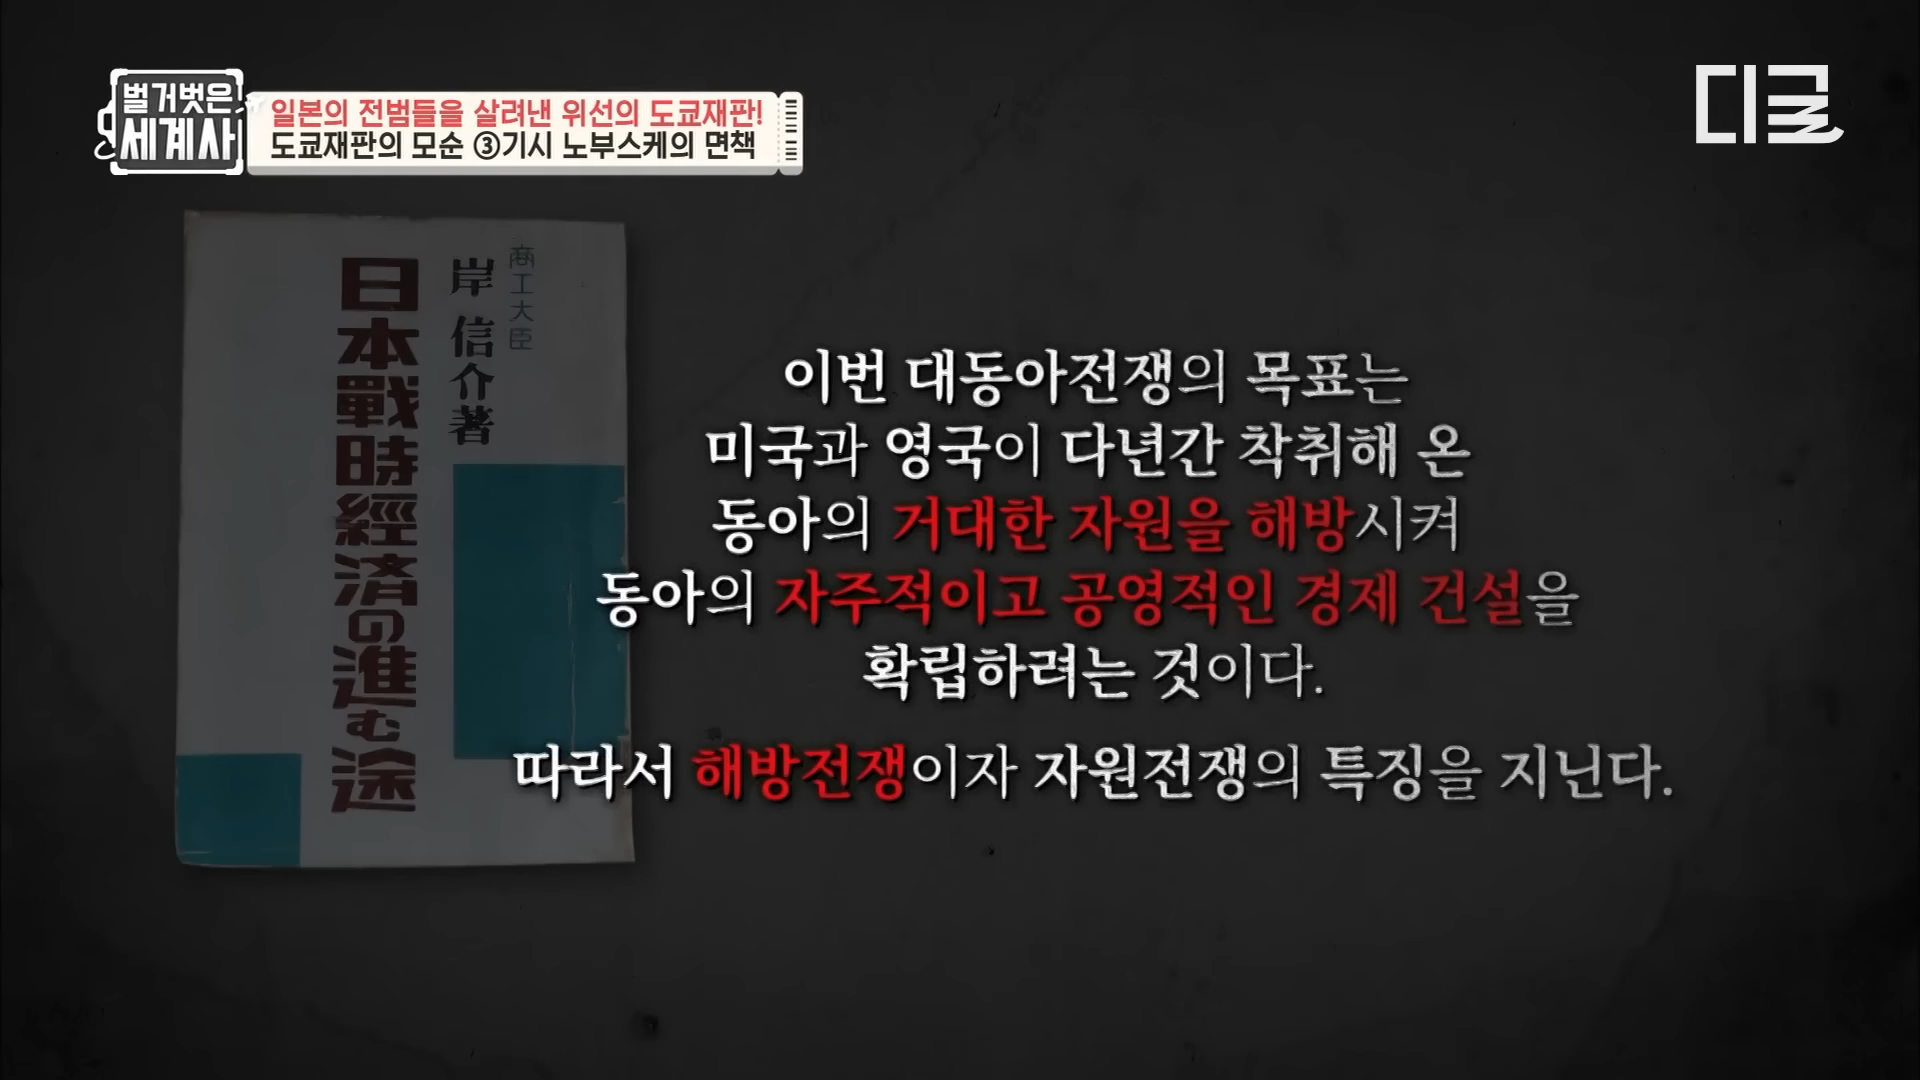 벌거벗은
세계사
일본의 전범들을 살려낸 위선의 도쿄재판!
도쿄재판의 모순 ③기시 노부스케의 면책
디글
商工大臣
岸信介著
日本戰時經済の進む途
이번 대동아전쟁의 목표는
미국과 영국이 다년간 착취해 온
동아의 거대한 자원을 해방시켜
동아의 자주적이고 공영적인 경제 건설을
확립하려는 것이다.
따라서 해방전쟁이자 자원전쟁의 특징을 지닌다.